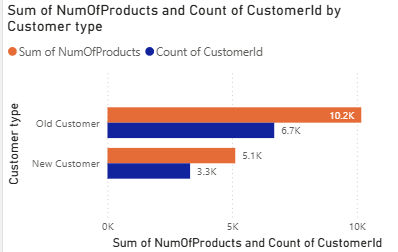 Sum of NumOfProducts and Count of CustomerId by
Customer type
Sum of NumOfProducts Count of CustomerId
Customer type
Old Customer
10.2K
6.7K
New Customer
5.1K
3.3K
0K 5K 10K
Sum of NumOfProducts and Count of CustomerId